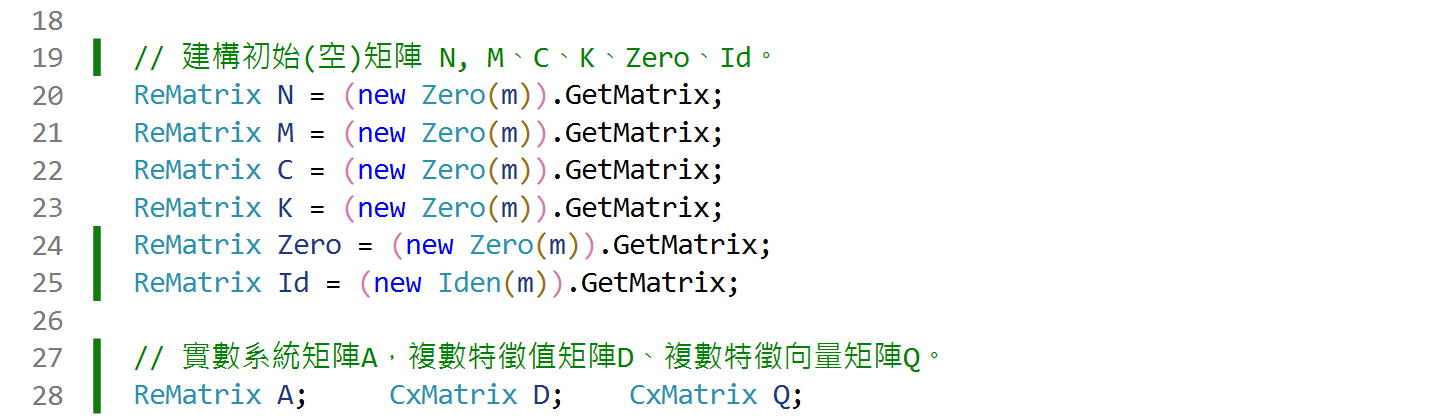 18
19 // 建構初始(空)矩陣 N, M、C、K、Zero、Id。
20 ReMatrix N = (new Zero(m)).GetMatrix;
21 ReMatrix M = (new Zero(m)).GetMatrix;
22 ReMatrix C = (new Zero(m)).GetMatrix;
23 ReMatrix K = (new Zero(m)).GetMatrix;
24 ReMatrix Zero = (new Zero(m)).GetMatrix;
25 ReMatrix Id = (new Iden(m)).GetMatrix;
26
27 // 實數系統矩陣A，複數特徵值矩陣D、複數特徵向量矩陣Q。
28 ReMatrix A;     CxMatrix D;    CxMatrix Q;